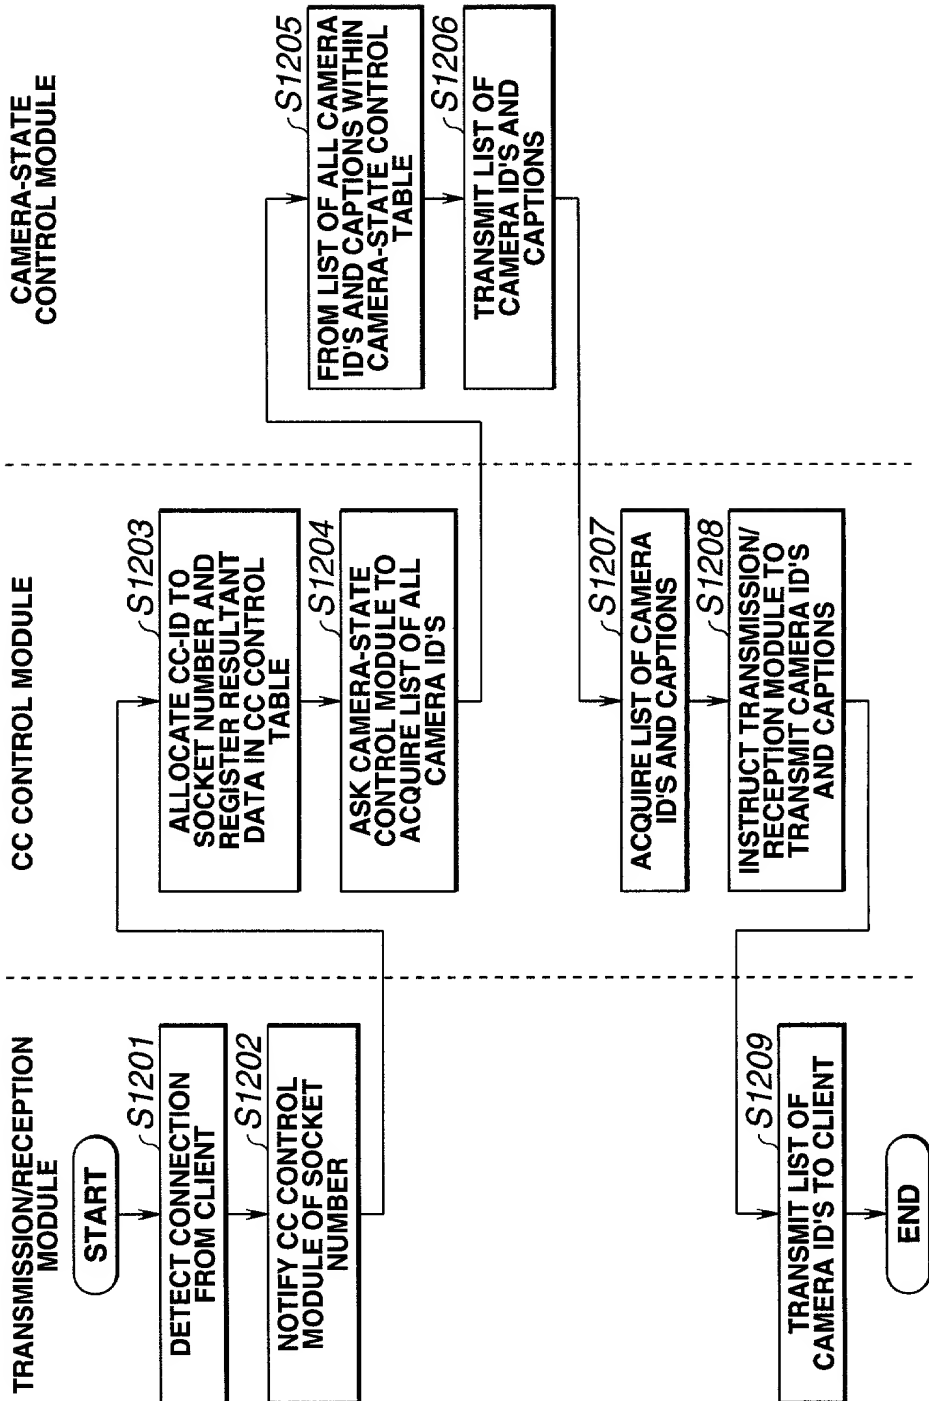 TRANSMISSION/RECEPTION
MODULE
START
S1201
DETECT CONNECTION
FROM CLIENT
S1202
NOTIFY CC CONTROL
MODULE OF SOCKET
NUMBER
CC CONTROL MODULE
S1203
ALLOCATE CC-ID TO
SOCKET NUMBER AND
REGISTER RESULTANT
DATA IN CC CONTROL
TABLE
S1204
ASK CAMERA-STATE
CONTROL MODULE TO
ACQUIRE LIST OF ALL
CAMERA ID'S
CAMERA-STATE
CONTROL MODULE
S1205
FROM LIST OF ALL CAMERA
ID'S AND CAPTIONS WITHIN
CAMERA-STATE CONTROL
TABLE
S1206
TRANSMIT LIST OF
CAMERA ID'S AND
CAPTIONS
S1207
ACQUIRE LIST OF CAMERA
ID'S AND CAPTIONS
S1208
INSTRUCT TRANSMISSION/
RECEPTION MODULE TO
TRANSMIT CAMERA ID'S
AND CAPTIONS
S1209
TRANSMIT LIST OF
CAMERA ID'S TO CLIENT
END